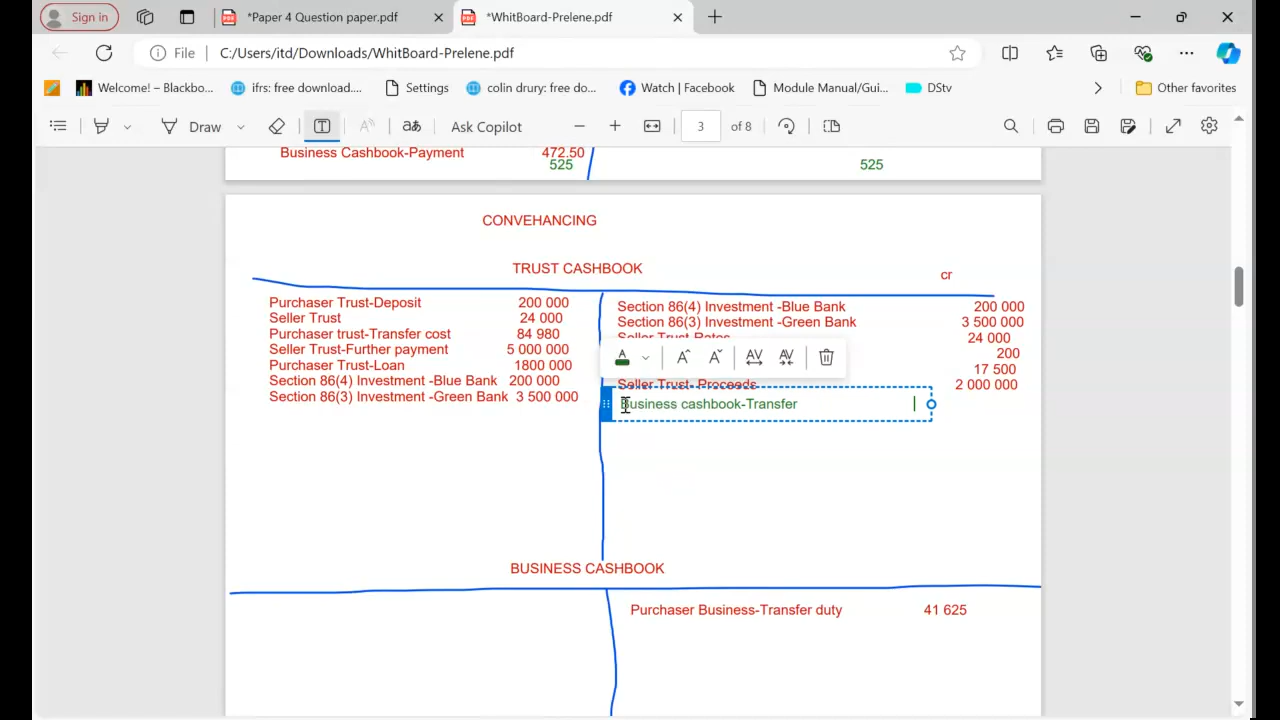 Sign in
*Paper 4 Question paper.pdf
*WhitBoard-Prelene.pdf
File
C:/Users/itd/Downloads/WhitBoard-Prelene.pdf
Welcome! – Blackbo...
ifrs: free download....
Settings
colin drury: free do...
Watch | Facebook
Module Manual/Gui...
DStv
Other favorites
Draw
Ask Copilot
3
of 8
Business Cashbook-Payment 472.50
525 525
CONVEHANCING
TRUST CASHBOOK
cr
Purchaser Trust-Deposit 200 000
Seller Trust 24 000
Purchaser trust-Transfer cost 84 980
Seller Trust-Further payment 5 000 000
Purchaser Trust-Loan 1800 000
Section 86(4) Investment -Blue Bank 200 000
Section 86(3) Investment -Green Bank 3 500 000
Section 86(4) Investment -Blue Bank 200 000
Section 86(3) Investment -Green Bank 3 500 000
Seller Trust-Rates 24 000
200
17 500
Seller Trust- Proceeds 2 000 000
Business cashbook-Transfer
BUSINESS CASHBOOK
Purchaser Business-Transfer duty 41 625